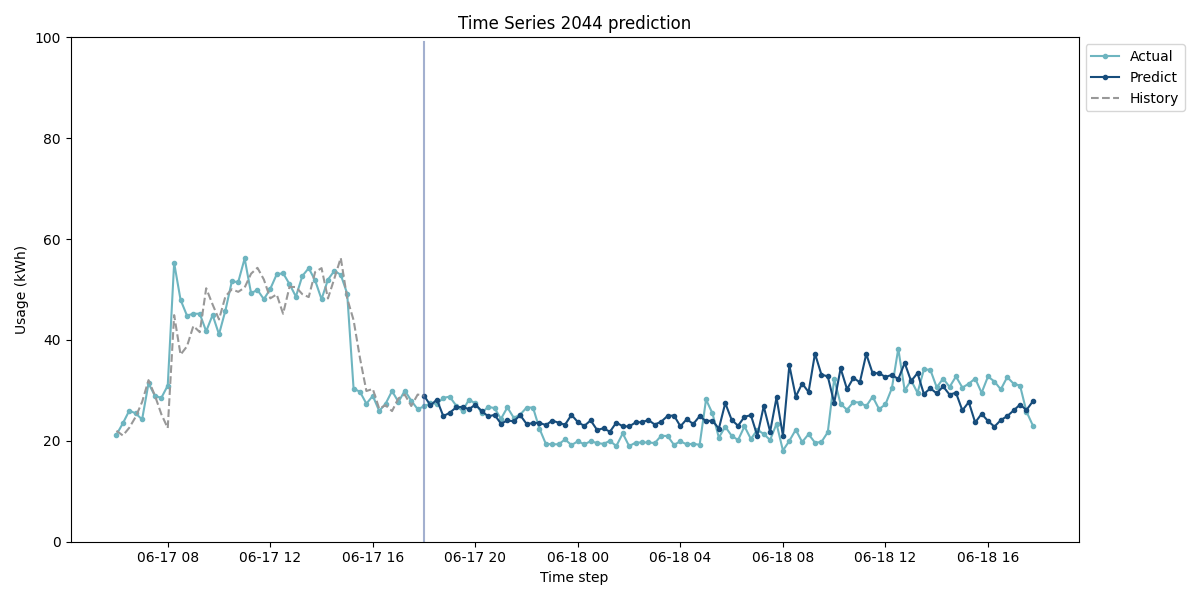 Time Series 2044 prediction
100
80
60
40
20
0
Usage (kWh)
06-17 08
06-17 12
06-17 16
06-17 20
06-18 00
06-18 04
06-18 08
06-18 12
06-18 16
Time step
Actual
Predict
History